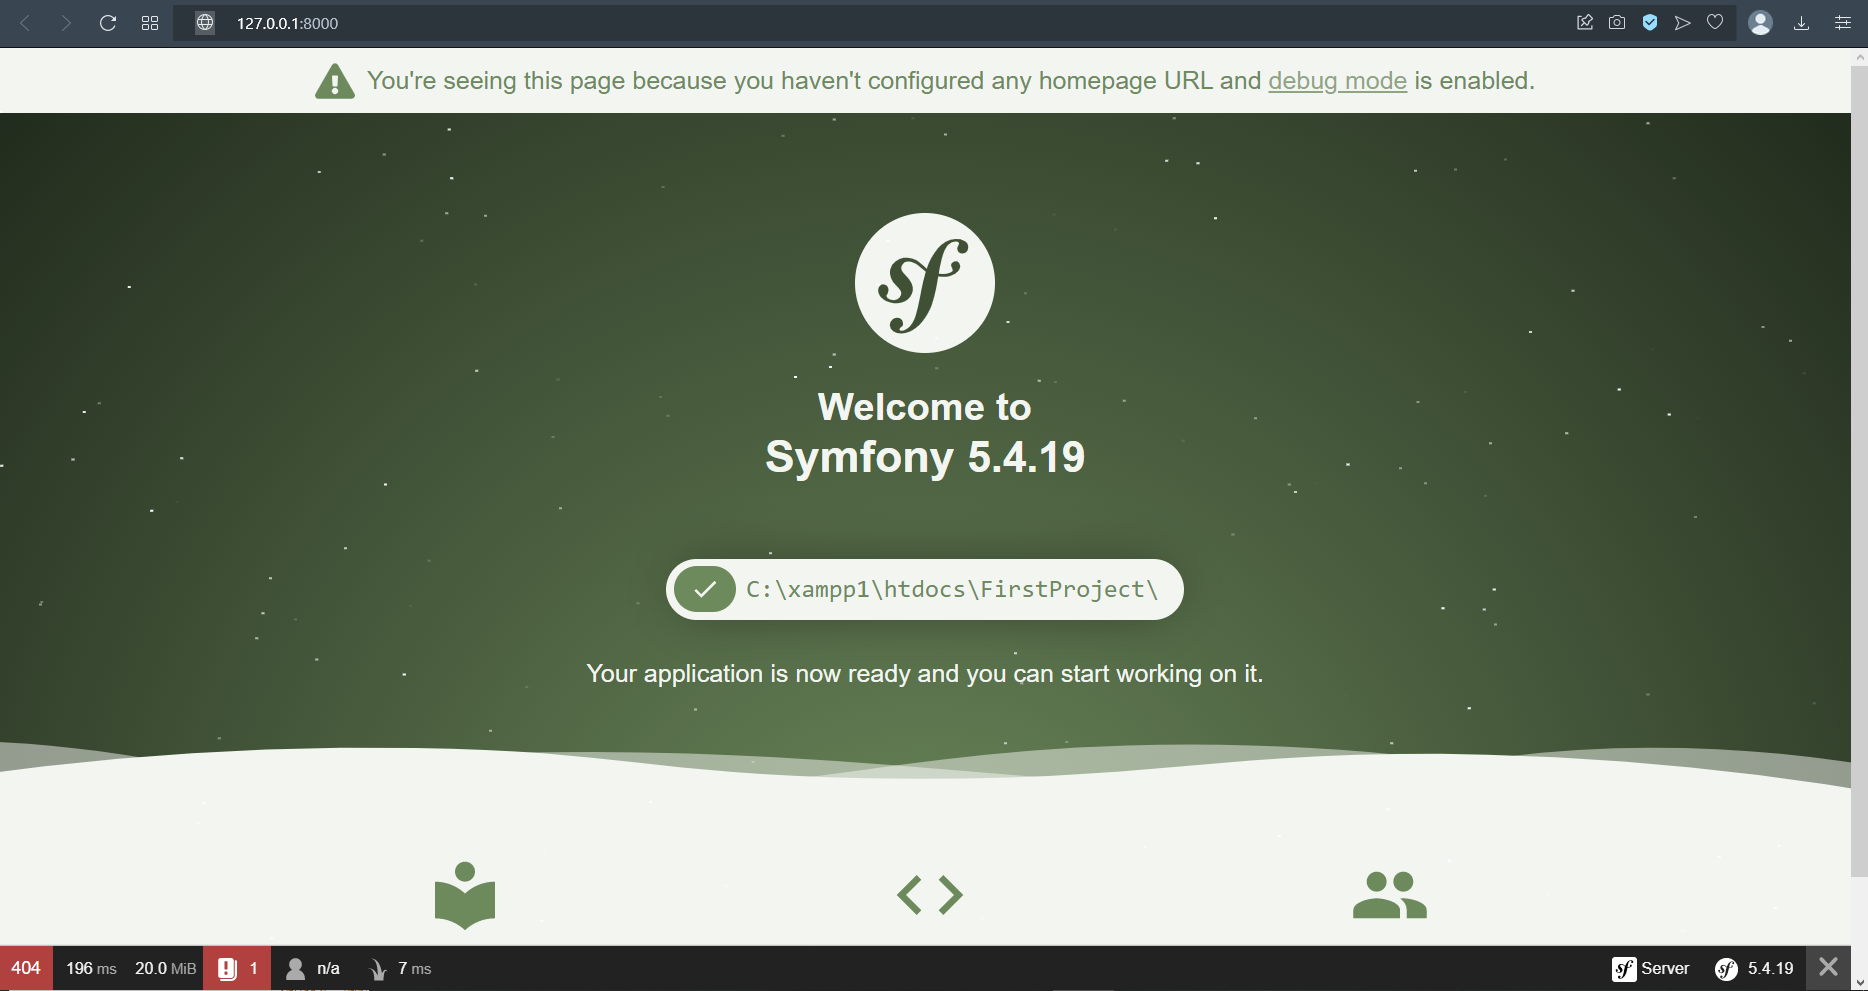 127.0.0.1:8000
You're seeing this page because you haven't configured any homepage URL and debug mode is enabled.
sf
Welcome to
Symfony 5.4.19
C:\xampp1\htdocs\FirstProject\
Your application is now ready and you can start working on it.
404 196 ms 20.0 MiB 1 n/a 7 ms sf Server sf 5.4.19